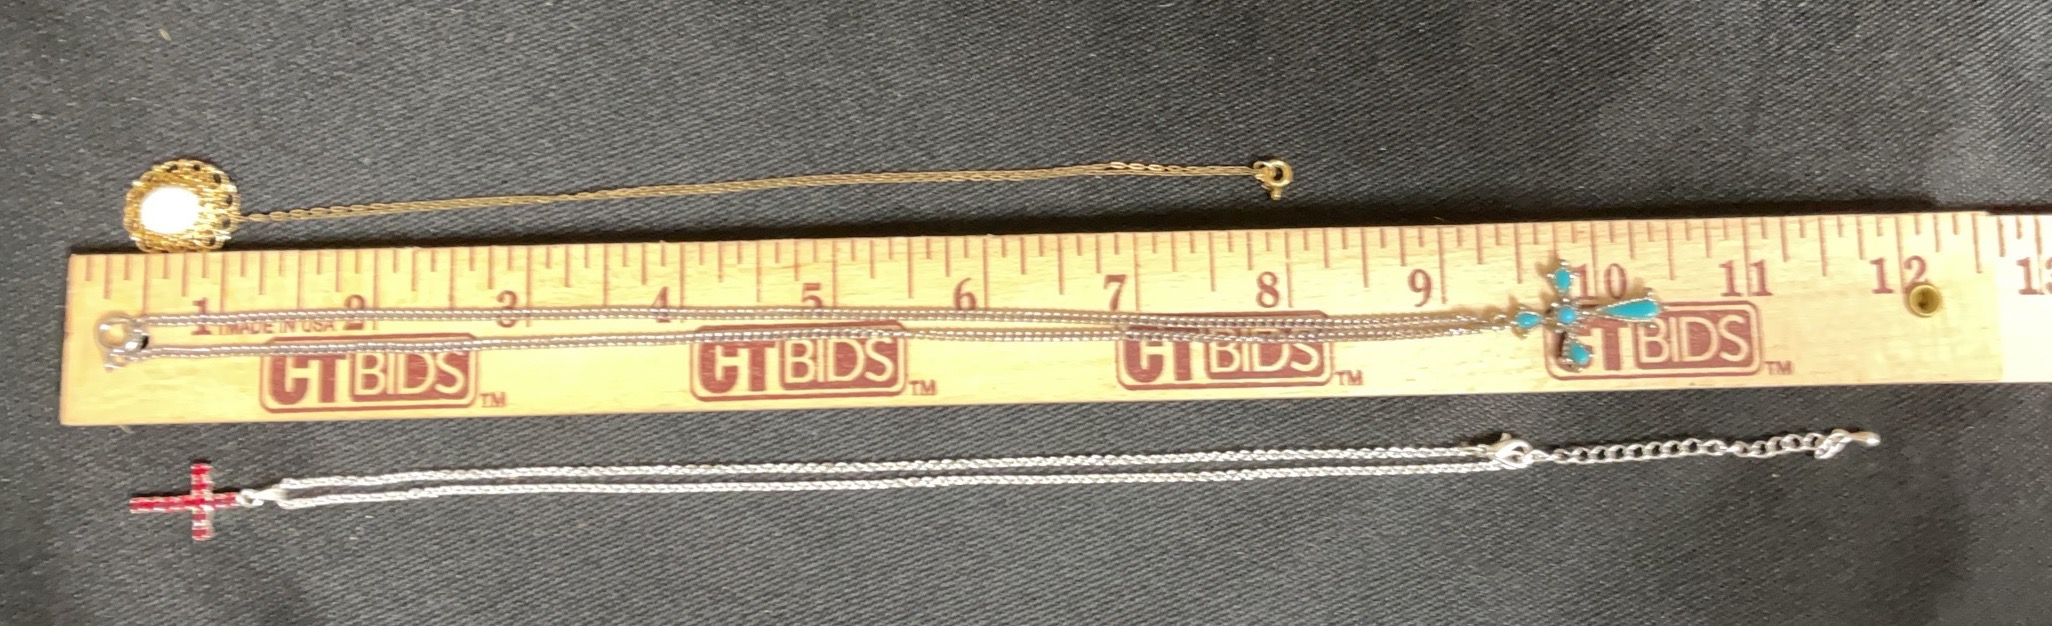 1 2 3 4 5 6 7 8 9 10 11 12 13
MADE IN USA
CTBIDS TM CTBIDS TM CTBIDS TM CTBIDS TM